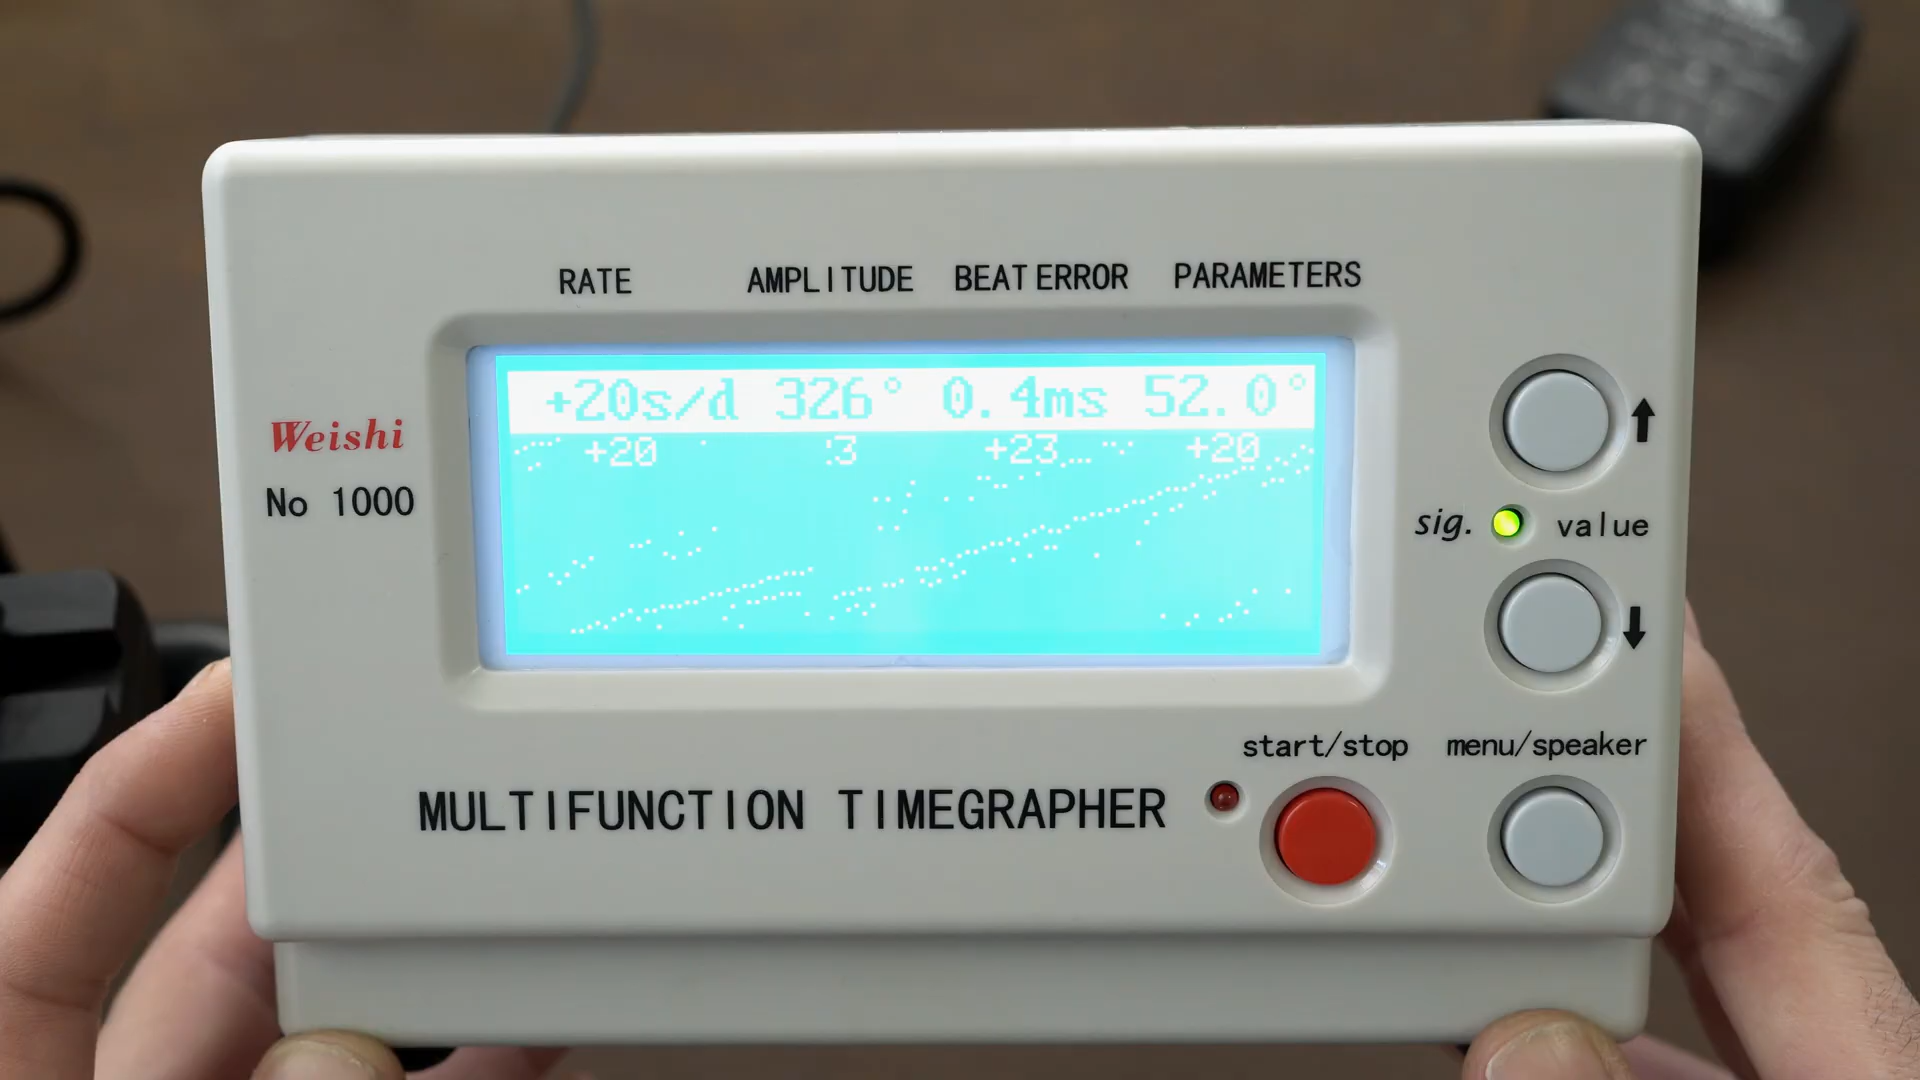 RATE AMPLITUDE BEAT ERROR PARAMETERS
+20s/d 326° 0.4ms 52.0°
+20 :3 +23 +20
Weishi
No 1000
sig. value
start/stop menu/speaker
MULTIFUNCTION TIMEGRAPHER